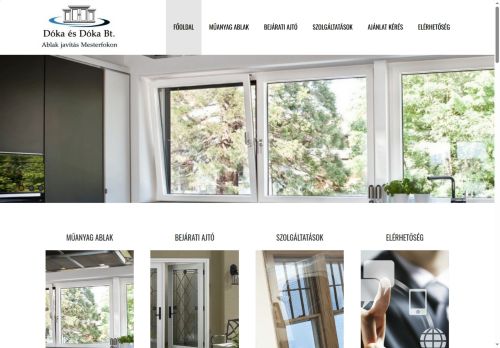 Dóka és Dóka Bt.
Ablak javítás Mesterfokon
FŐOLDAL MŰANYAG ABLAK BEJÁRATI AJTÓ SZOLGÁLTATÁSOK AJÁNLAT KÉRÉS ELÉRHETŐSÉG
MŰANYAG ABLAK BEJÁRATI AJTÓ SZOLGÁLTATÁSOK ELÉRHETŐSÉG